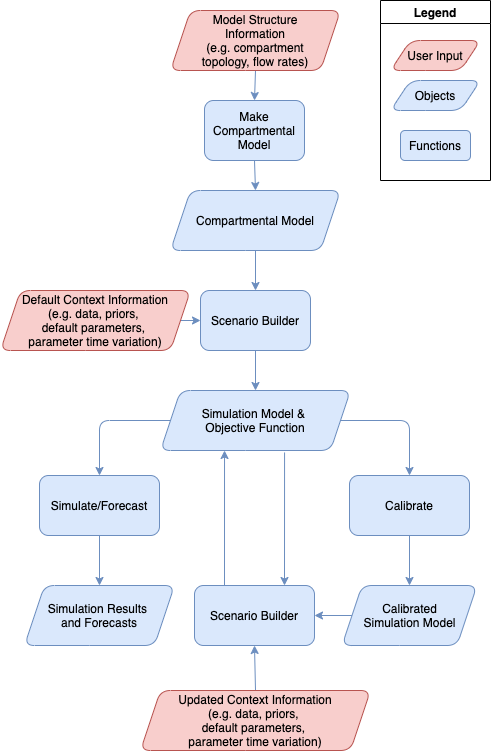 Model Structure
Information
(e.g. compartment
topology, flow rates)
Legend
User Input
Objects
Functions
Make
Compartmental
Model
Compartmental Model
Default Context Information
(e.g. data, priors,
default parameters,
parameter time variation)
Scenario Builder
Simulation Model &
Objective Function
Simulate/Forecast
Calibrate
Simulation Results
and Forecasts
Scenario Builder
Calibrated
Simulation Model
Updated Context Information
(e.g. data, priors,
default parameters,
parameter time variation)